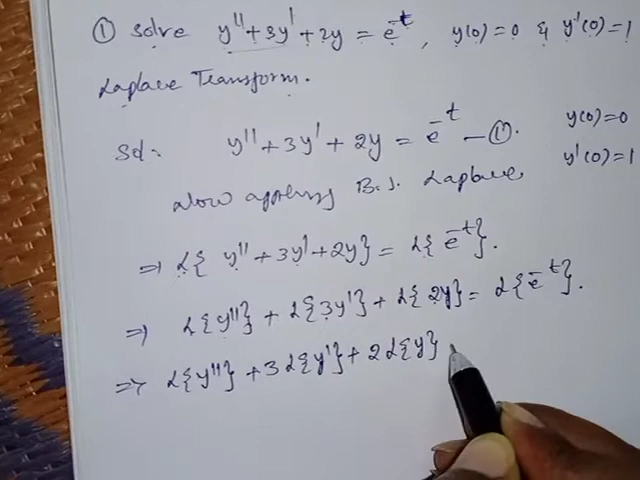 ① Solve y'' + 3y' + 2y = e^-t, y(0) = 0 & y'(0) = 1
Laplace Transform.
Sol: y'' + 3y' + 2y = e^-t — ①. y(0) = 0
y'(0) = 1
Now applying B.S. Laplace
⇒ L{ y'' + 3y' + 2y} = L{ e^-t}.
⇒ L{y''} + L{3y'} + L{2y} = L{e^-t}.
⇒ L{y''} + 3L{y'} + 2L{y}